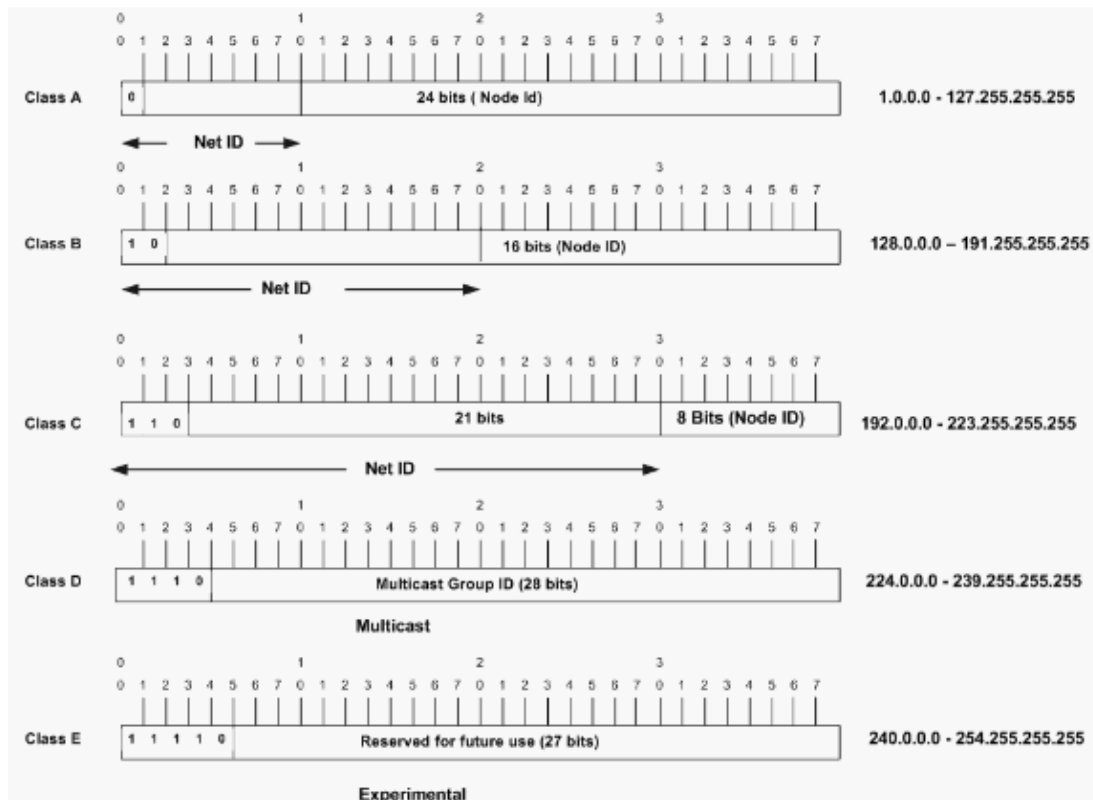 0 1 2 3
0 1 2 3 4 5 6 7 0 1 2 3 4 5 6 7 0 1 2 3 4 5 6 7 0 1 2 3 4 5 6 7
Class A 0 24 bits ( Node Id) 1.0.0.0 - 127.255.255.255
Net ID
0 1 2 3
0 1 2 3 4 5 6 7 0 1 2 3 4 5 6 7 0 1 2 3 4 5 6 7 0 1 2 3 4 5 6 7
Class B 1 0 16 bits (Node ID) 128.0.0.0 – 191.255.255.255
Net ID
0 1 2 3
0 1 2 3 4 5 6 7 0 1 2 3 4 5 6 7 0 1 2 3 4 5 6 7 0 1 2 3 4 5 6 7
Class C 1 1 0 21 bits 8 Bits (Node ID) 192.0.0.0 - 223.255.255.255
Net ID
0 1 2 3
0 1 2 3 4 5 6 7 0 1 2 3 4 5 6 7 0 1 2 3 4 5 6 7 0 1 2 3 4 5 6 7
Class D 1 1 1 0 Multicast Group ID (28 bits) 224.0.0.0 - 239.255.255.255
Multicast
0 1 2 3
0 1 2 3 4 5 6 7 0 1 2 3 4 5 6 7 0 1 2 3 4 5 6 7 0 1 2 3 4 5 6 7
Class E 1 1 1 1 0 Reserved for future use (27 bits) 240.0.0.0 - 254.255.255.255
Experimental